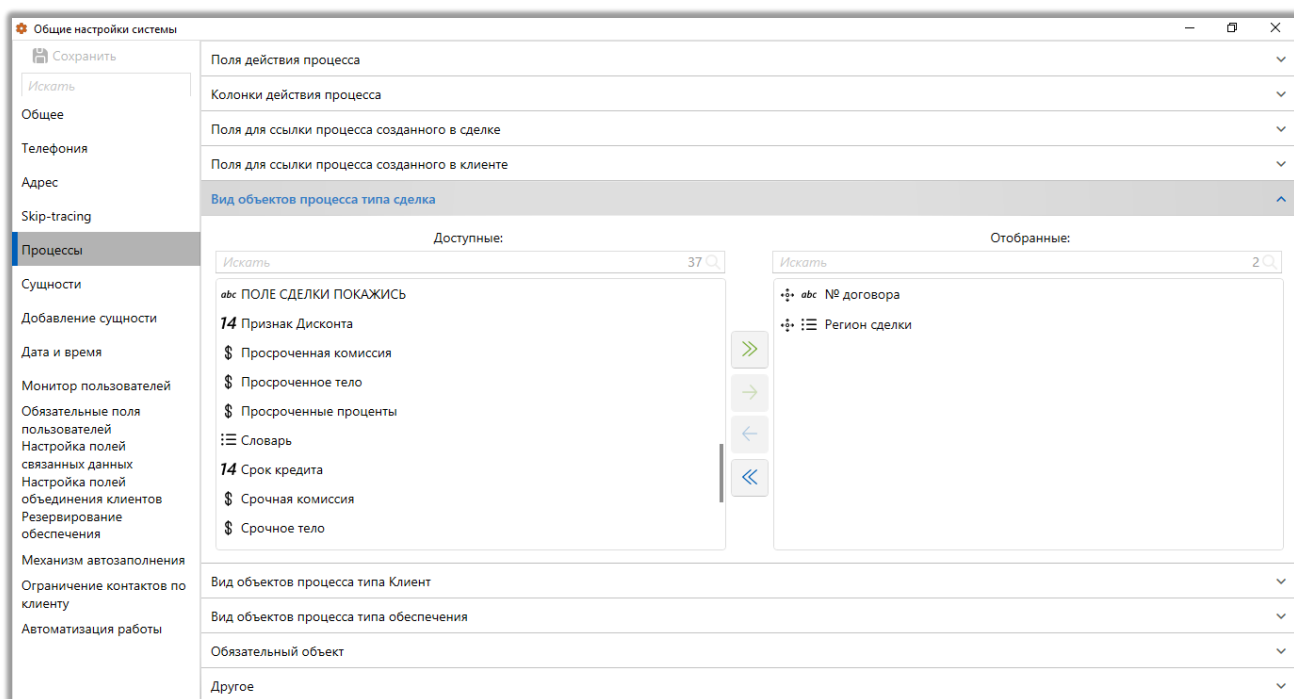 Общие настройки системы
Сохранить
Искать
Общее
Телефония
Адрес
Skip-tracing
Процессы
Сущности
Добавление сущности
Дата и время
Монитор пользователей
Обязательные поля
пользователей
Настройка полей
связанных данных
Настройка полей
объединения клиентов
Резервирование
обеспечения
Механизм автозаполнения
Ограничение контактов по
клиенту
Автоматизация работы
Поля действия процесса
Колонки действия процесса
Поля для ссылки процесса созданного в сделке
Поля для ссылки процесса созданного в клиенте
Вид объектов процесса типа сделка
Доступные:
Искать 37
abc ПОЛЕ СДЕЛКИ ПОКАЖИСЬ
14 Признак Дисконта
$ Просроченная комиссия
$ Просроченное тело
$ Просроченные проценты
Словарь
14 Срок кредита
$ Срочная комиссия
$ Срочное тело
Отобранные:
Искать 2
abc № договора
Регион сделки
Вид объектов процесса типа Клиент
Вид объектов процесса типа обеспечения
Обязательный объект
Другое